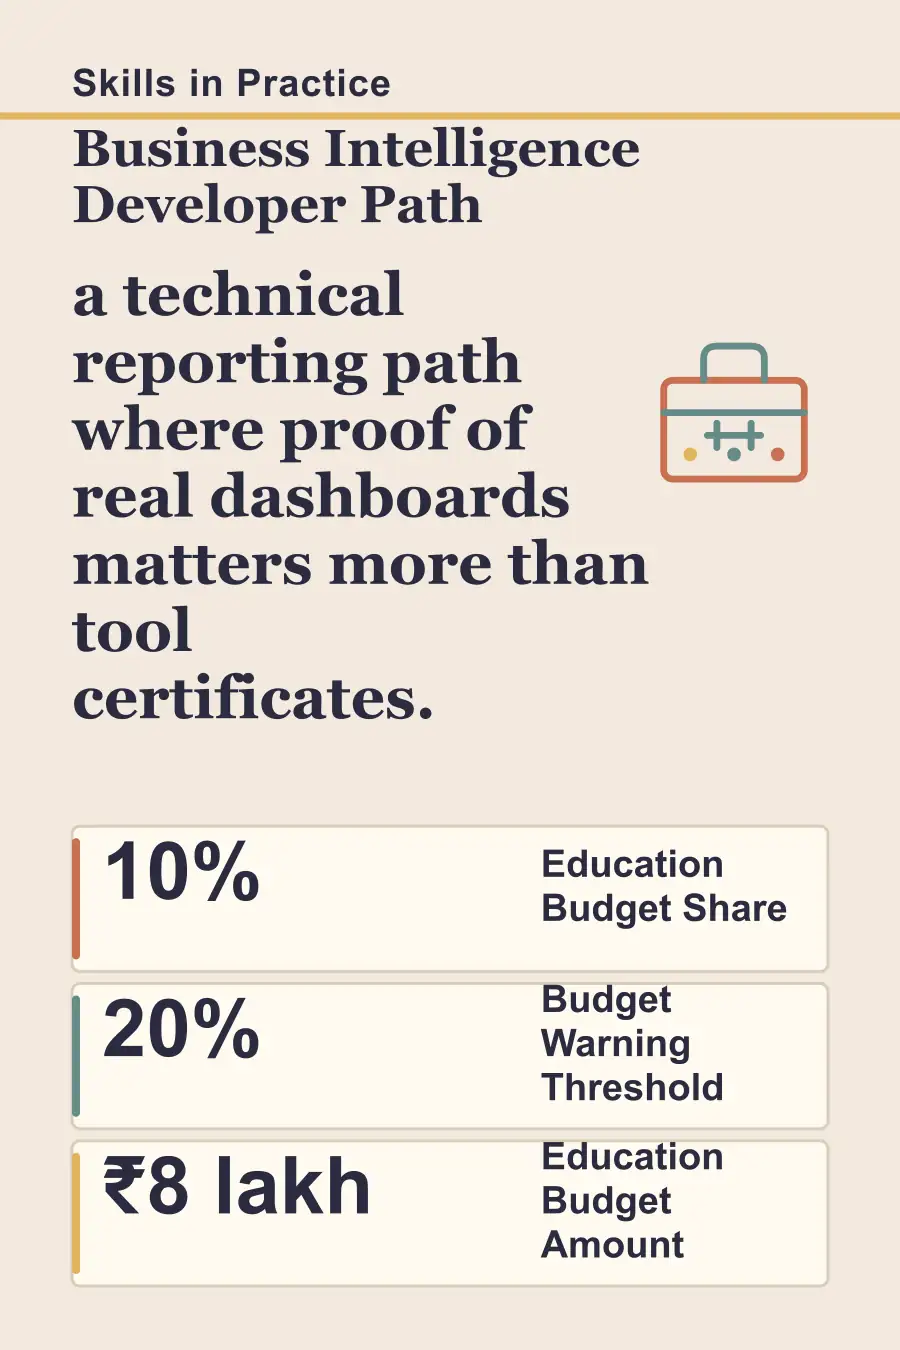 Skills in Practice
Business Intelligence
Developer Path
a technical
reporting path
where proof of
real dashboards
matters more than
tool
certificates.
10%
Education
Budget Share
20%
Budget
Warning
Threshold
₹8 lakh
Education
Budget
Amount